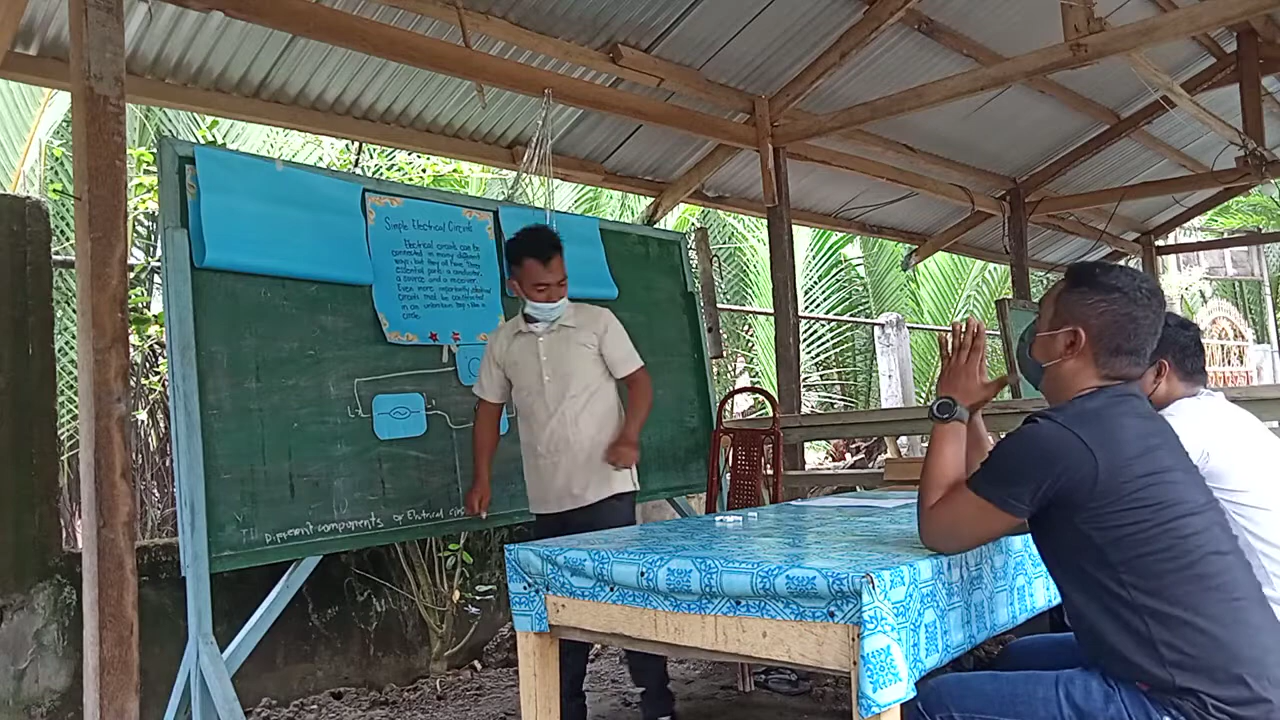 Simple Electrical Circuits
Electrical circuits can be
connected in many different
ways, but they all have three
essential parts: a conductor,
a source and a receiver.
Even more importantly electrical
circuits must be constructed
in an unbroken loop a like a
circle.
L
Different components of Eletrical